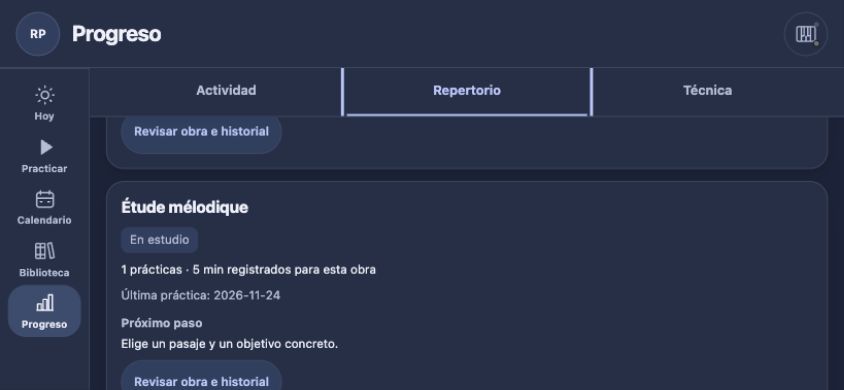 RP
Progreso
Hoy
Practicar
Calendario
Biblioteca
Progreso
Actividad
Repertorio
Técnica
Revisar obra e historial
Étude mélodique
En estudio
1 prácticas · 5 min registrados para esta obra
Última práctica: 2026-11-24
Próximo paso
Elige un pasaje y un objetivo concreto.
Revisar obra e historial